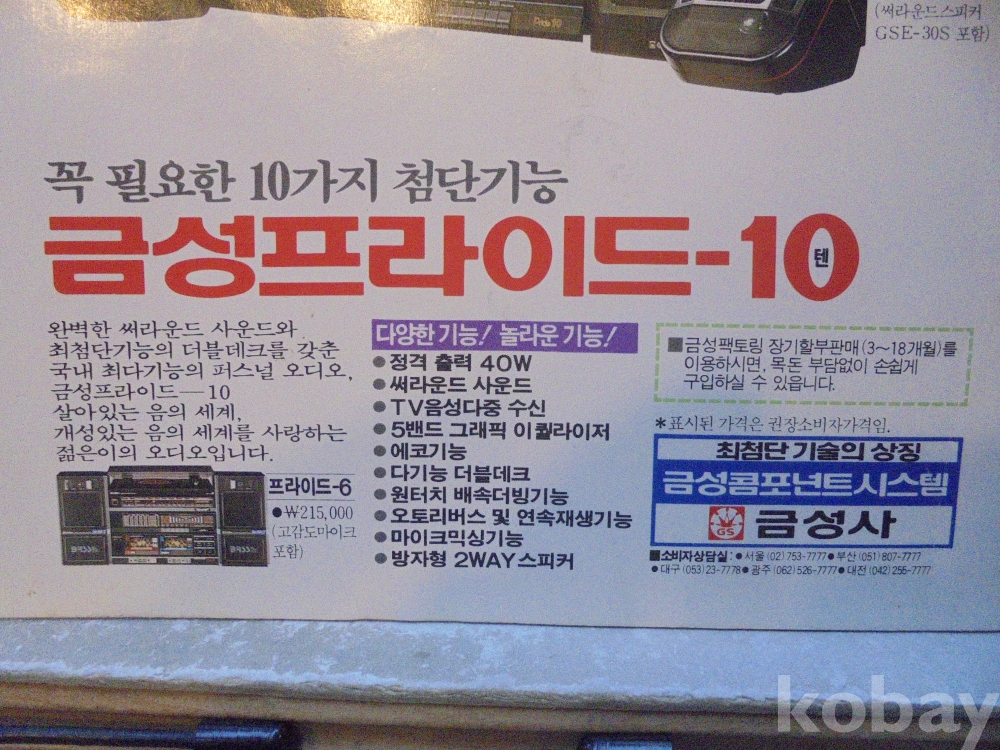 (써라운드스피커
GSE-30S 포함)
꼭 필요한 10가지 첨단기능
금성프라이드-10
텐
완벽한 써라운드 사운드와
최첨단기능의 더블데크를 갖춘
국내 최다기능의 퍼스널 오디오,
금성프라이드—10
살아있는 음의 세계,
개성있는 음의 세계를 사랑하는
젊은이의 오디오입니다.
프라이드-6
●₩215,000
(고감도마이크
포함)
다양한 기능! 놀라운 기능!
●정격 출력 40W
●써라운드 사운드
●TV음성다중 수신
●5밴드 그래픽 이퀄라이저
●에코기능
●다기능 더블데크
●원터치 배속더빙기능
●오토리버스 및 연속재생기능
●마이크믹싱기능
●방자형 2WAY스피커
■금성팩토링 장기할부판매(3~18개월)를
이용하시면, 목돈 부담없이 손쉽게
구입하실 수 있읍니다.
*표시된 가격은 권장소비자가격임.
최첨단 기술의 상징
금성콤포넌트시스템
GS 금성사
■소비자상담실: ●서울 (02) 753-7777 ●부산 (051) 807-7777
●대구 (053) 23-7778 ●광주 (062) 526-7777 ●대전 (042) 255-7777
kobay